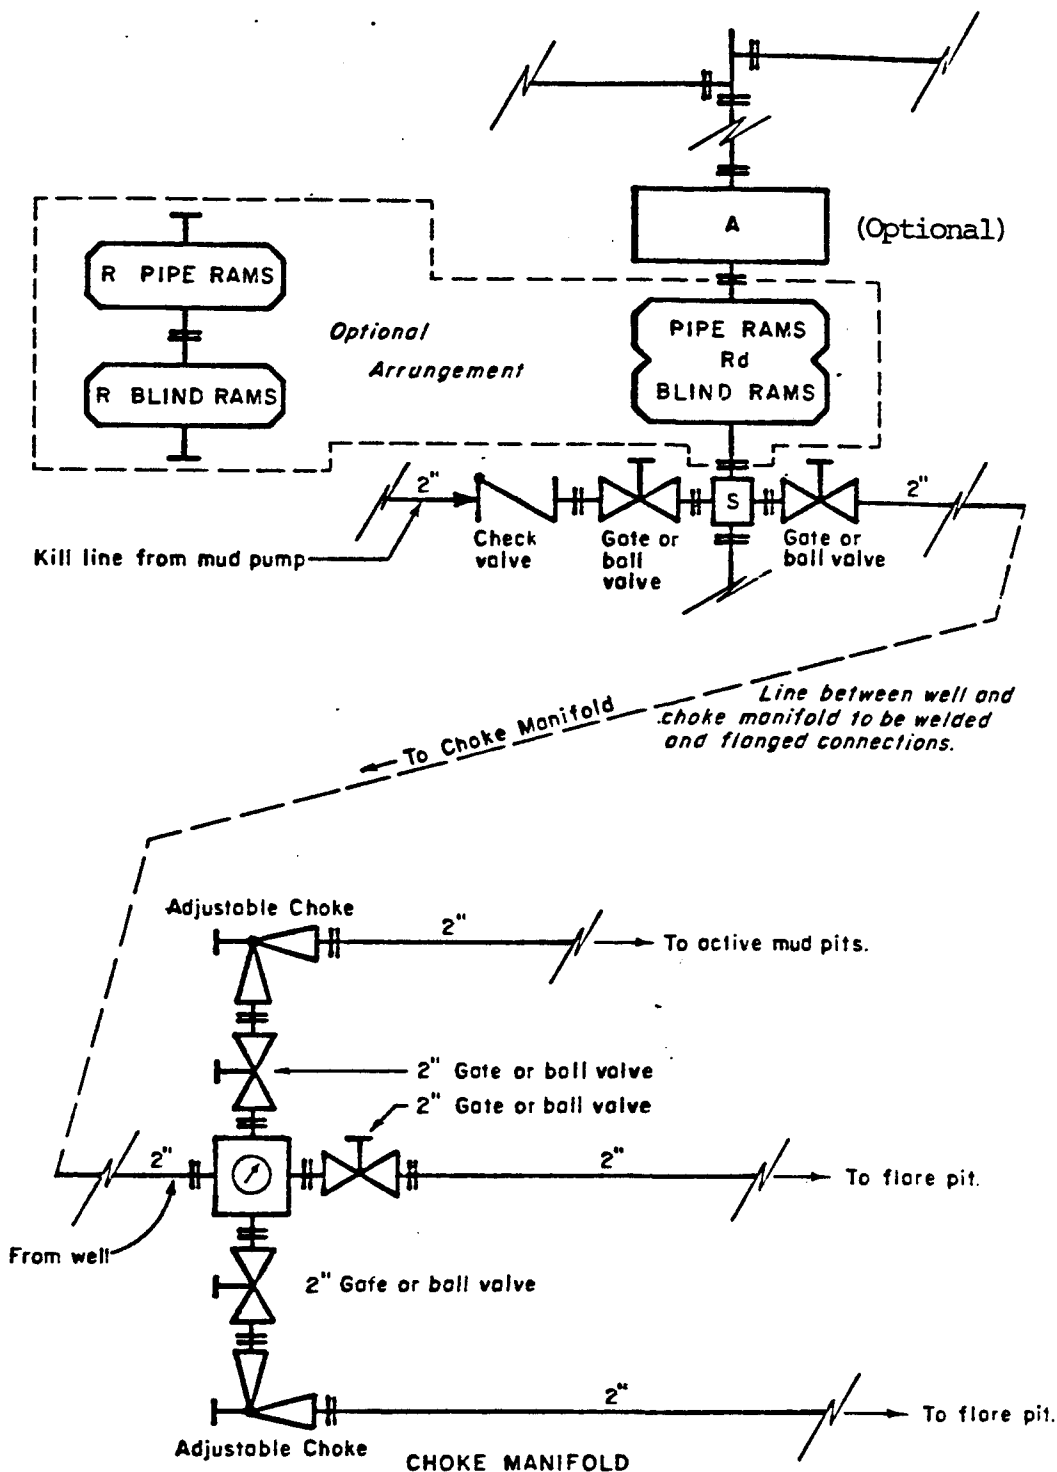 A
(Optional)
R PIPE RAMS
R BLIND RAMS
Optional
Arrungement
PIPE RAMS
Rd
BLIND RAMS
2"
S
2"
Kill line from mud pump
Check
valve
Gate or
ball
valve
Gate or
ball valve
Line between well and
choke manifold to be welded
and flanged connections.
To Choke Manifold
Adjustable Choke
2"
To active mud pits.
2" Gate or ball valve
2" Gate or ball valve
2"
2"
To flare pit.
From well
2" Gate or ball valve
2"
To flare pit.
Adjustable Choke
CHOKE MANIFOLD